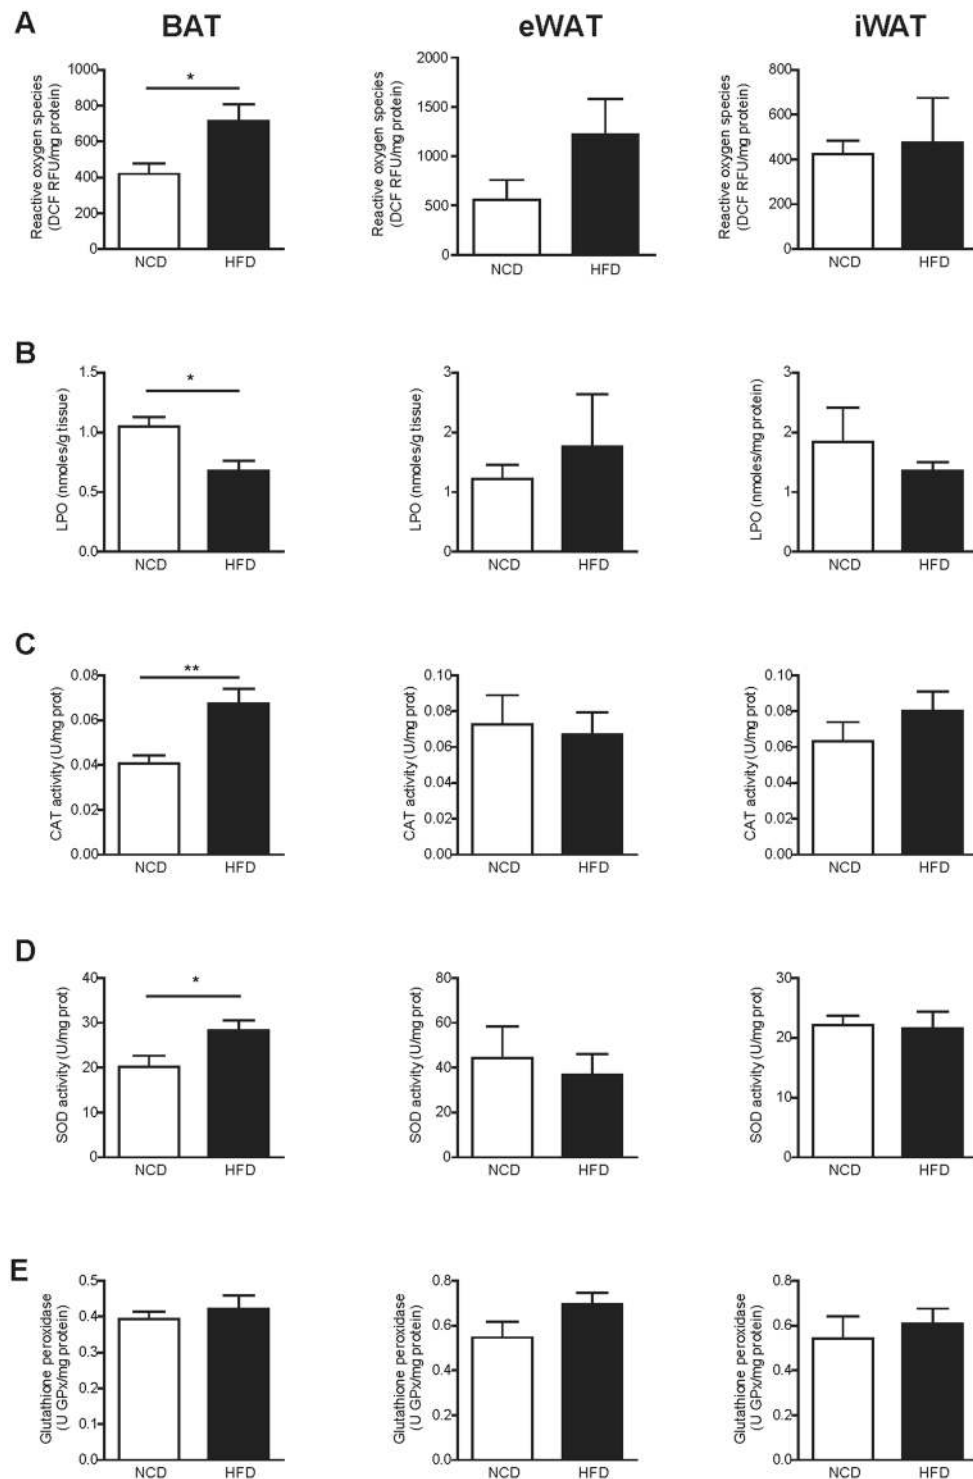 A
BAT
eWAT
iWAT
Reactive oxygen species
(DCF RFU/mg protein)
1000
800
600
400
200
0
*
NCD
HFD
Reactive oxygen species
(DCF RFU/mg protein)
2000
1500
1000
500
0
NCD
HFD
Reactive oxygen species
(DCF RFU/mg protein)
800
600
400
200
0
NCD
HFD
B
LPO (nmoles/g tissue)
1.5
1.0
0.5
0.0
*
NCD
HFD
LPO (nmoles/g tissue)
3
2
1
0
NCD
HFD
LPO (nmoles/mg protein)
3
2
1
0
NCD
HFD
C
CAT activity (U/mg prot)
0.08
0.06
0.04
0.02
0.00
**
NCD
HFD
CAT activity (U/mg prot)
0.10
0.08
0.06
0.04
0.02
0.00
NCD
HFD
CAT activity (U/mg prot)
0.10
0.08
0.06
0.04
0.02
0.00
NCD
HFD
D
SOD activity (U/mg prot)
40
30
20
10
0
*
NCD
HFD
SOD activity (U/mg prot)
80
60
40
20
0
NCD
HFD
SOD activity (U/mg prot)
30
20
10
0
NCD
HFD
E
Glutathione peroxidase
(U GPx/mg protein)
0.5
0.4
0.3
0.2
0.1
0.0
NCD
HFD
Glutathione peroxidase
(U GPx/mg protein)
0.8
0.6
0.4
0.2
0.0
NCD
HFD
Glutathione peroxidase
(U GPx/mg protein)
0.8
0.6
0.4
0.2
0.0
NCD
HFD